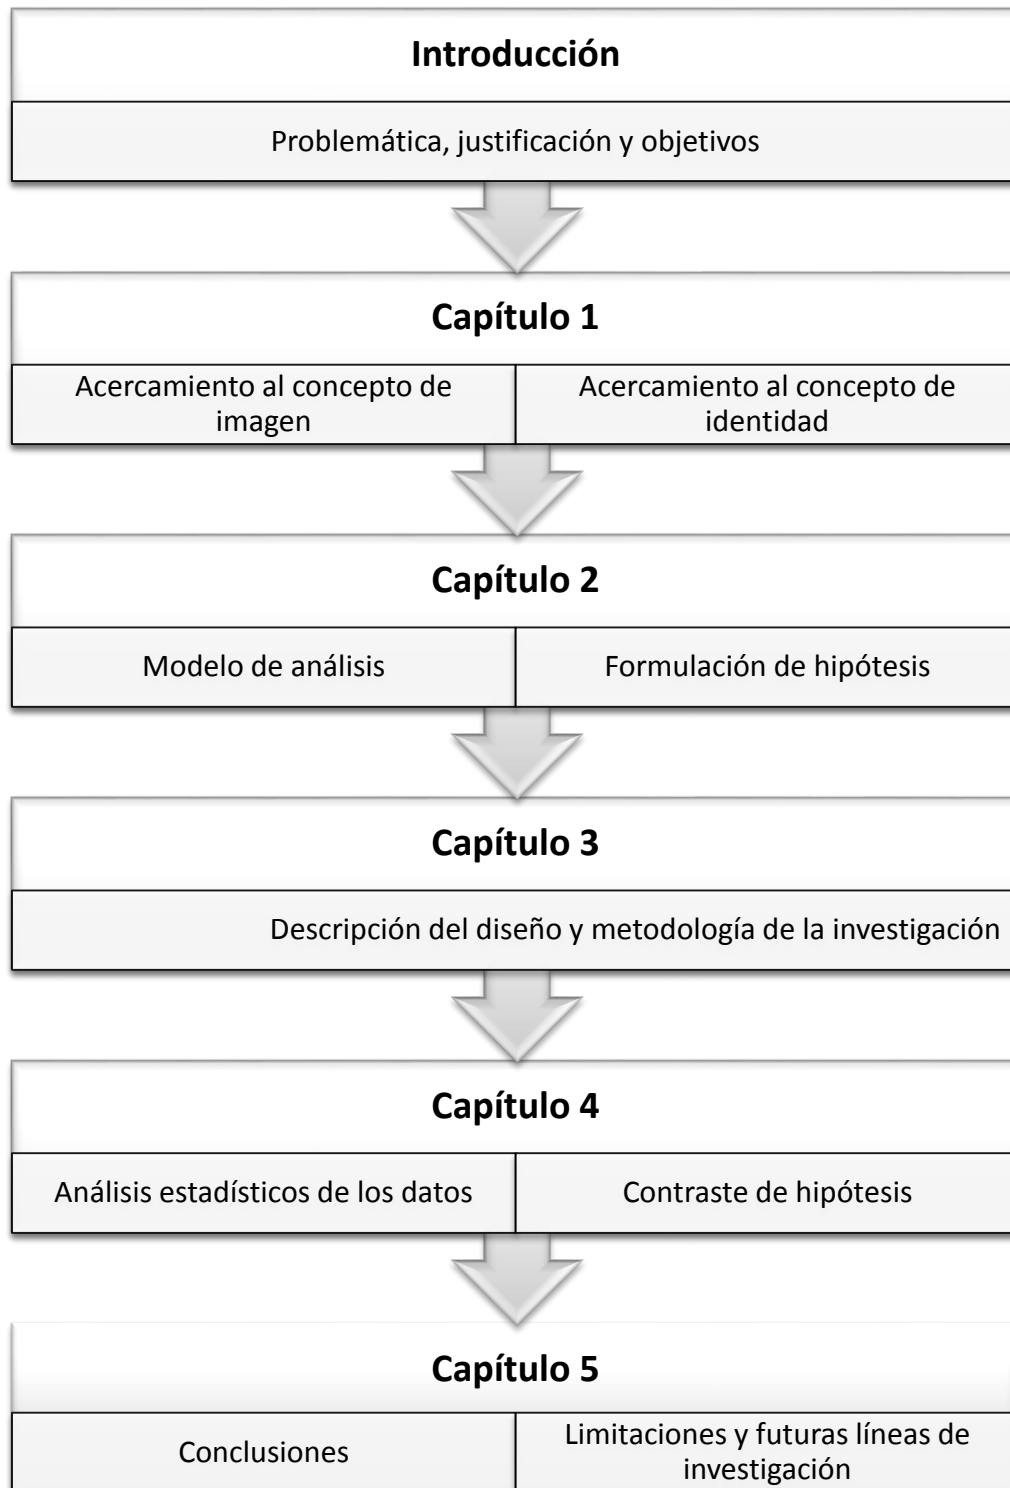 Introducción
Problemática, justificación y objetivos
Capítulo 1
Acercamiento al concepto de
imagen
Acercamiento al concepto de
identidad
Capítulo 2
Modelo de análisis
Formulación de hipótesis
Capítulo 3
Descripción del diseño y metodología de la investigación
Capítulo 4
Análisis estadísticos de los datos
Contraste de hipótesis
Capítulo 5
Conclusiones
Limitaciones y futuras líneas de
investigación